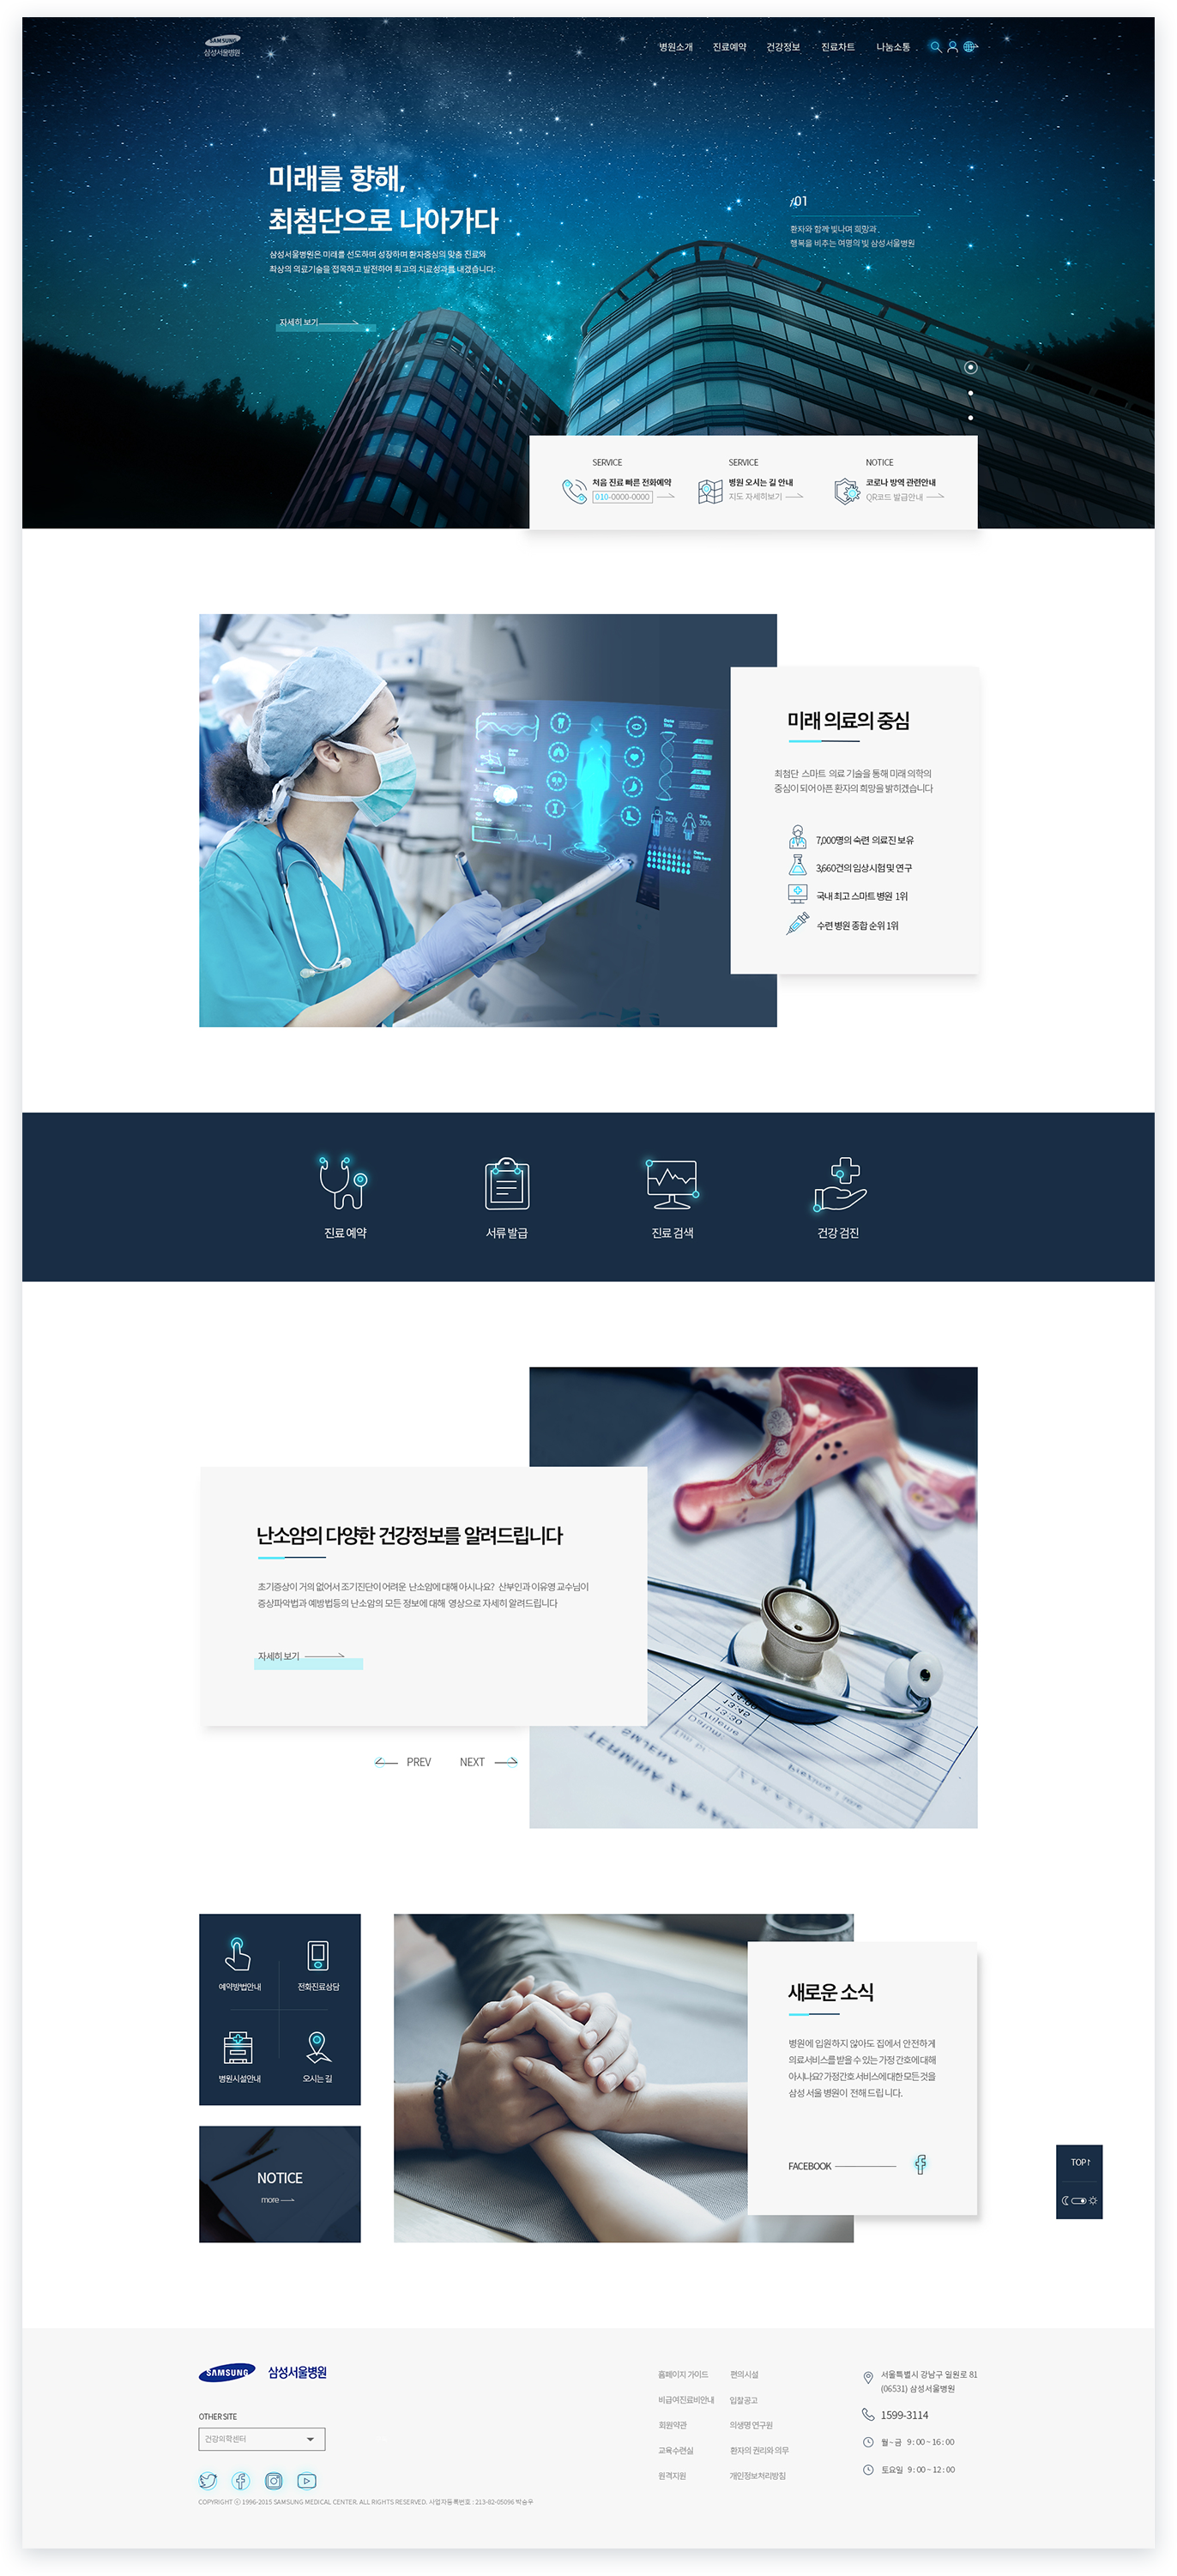 SAMSUNG
삼성서울병원
병원소개 진료예약 건강정보 진료차트 나눔소통
미래를 향해,
최첨단으로 나아가다
삼성서울병원은 미래를 선도하며 성장하며 환자중심의 맞춤 진료와
최상의 의료기술을 접목하고 발전하여 최고의 치료성과를 내겠습니다.
자세히 보기
/01
환자와 함께 빛나며 희망과
행복을 비추는 여명의 빛 삼성서울병원
SERVICE
처음 진료 빠른 전화예약
010-0000-0000
SERVICE
병원 오시는 길 안내
지도 자세히보기
NOTICE
코로나 방역 관련안내
QR코드 발급안내
미래 의료의 중심
최첨단 스마트 의료 기술을 통해 미래 의학의
중심이 되어 아픈 환자의 희망을 밝히겠습니다
7,000명의 숙련 의료진 보유
3,660건의 임상시험 및 연구
국내 최고 스마트 병원 1위
수련 병원 종합 순위 1위
60%
30%
진료 예약
서류 발급
진료 검색
건강 검진
난소암의 다양한 건강정보를 알려드립니다
초기증상이 거의 없어서 조기진단이 어려운 난소암에 대해 아시나요? 산부인과 이유영 교수님이
증상파악법과 예방법등의 난소암의 모든 정보에 대해 영상으로 자세히 알려드립니다
자세히 보기
PREV NEXT
13:42
13:30
예약방법안내
전화진료상담
병원시설안내
오시는 길
NOTICE
more
새로운 소식
병원에 입원하지 않아도 집에서 안전하게
의료서비스를 받을 수 있는 가정 간호에 대해
아시나요? 가정간호 서비스에 대한 모든 것을
삼성 서울 병원이 전해 드립니다.
FACEBOOK
TOP↑
SAMSUNG 삼성서울병원
OTHER SITE
건강의학센터
COPYRIGHT ⓒ 1996-2015 SAMSUNG MEDICAL CENTER. ALL RIGHTS RESERVED. 사업자등록번호 : 213-82-05096 박승우
홈페이지 가이드 편의시설
비급여진료비안내 입찰공고
회원약관 의생명 연구원
교육수련실 환자의 권리와 의무
원격지원 개인정보처리방침
서울특별시 강남구 일원로 81
(06531) 삼성서울병원
1599-3114
월 ~ 금 9 : 00 ~ 16 : 00
토요일 9 : 00 ~ 12 : 00